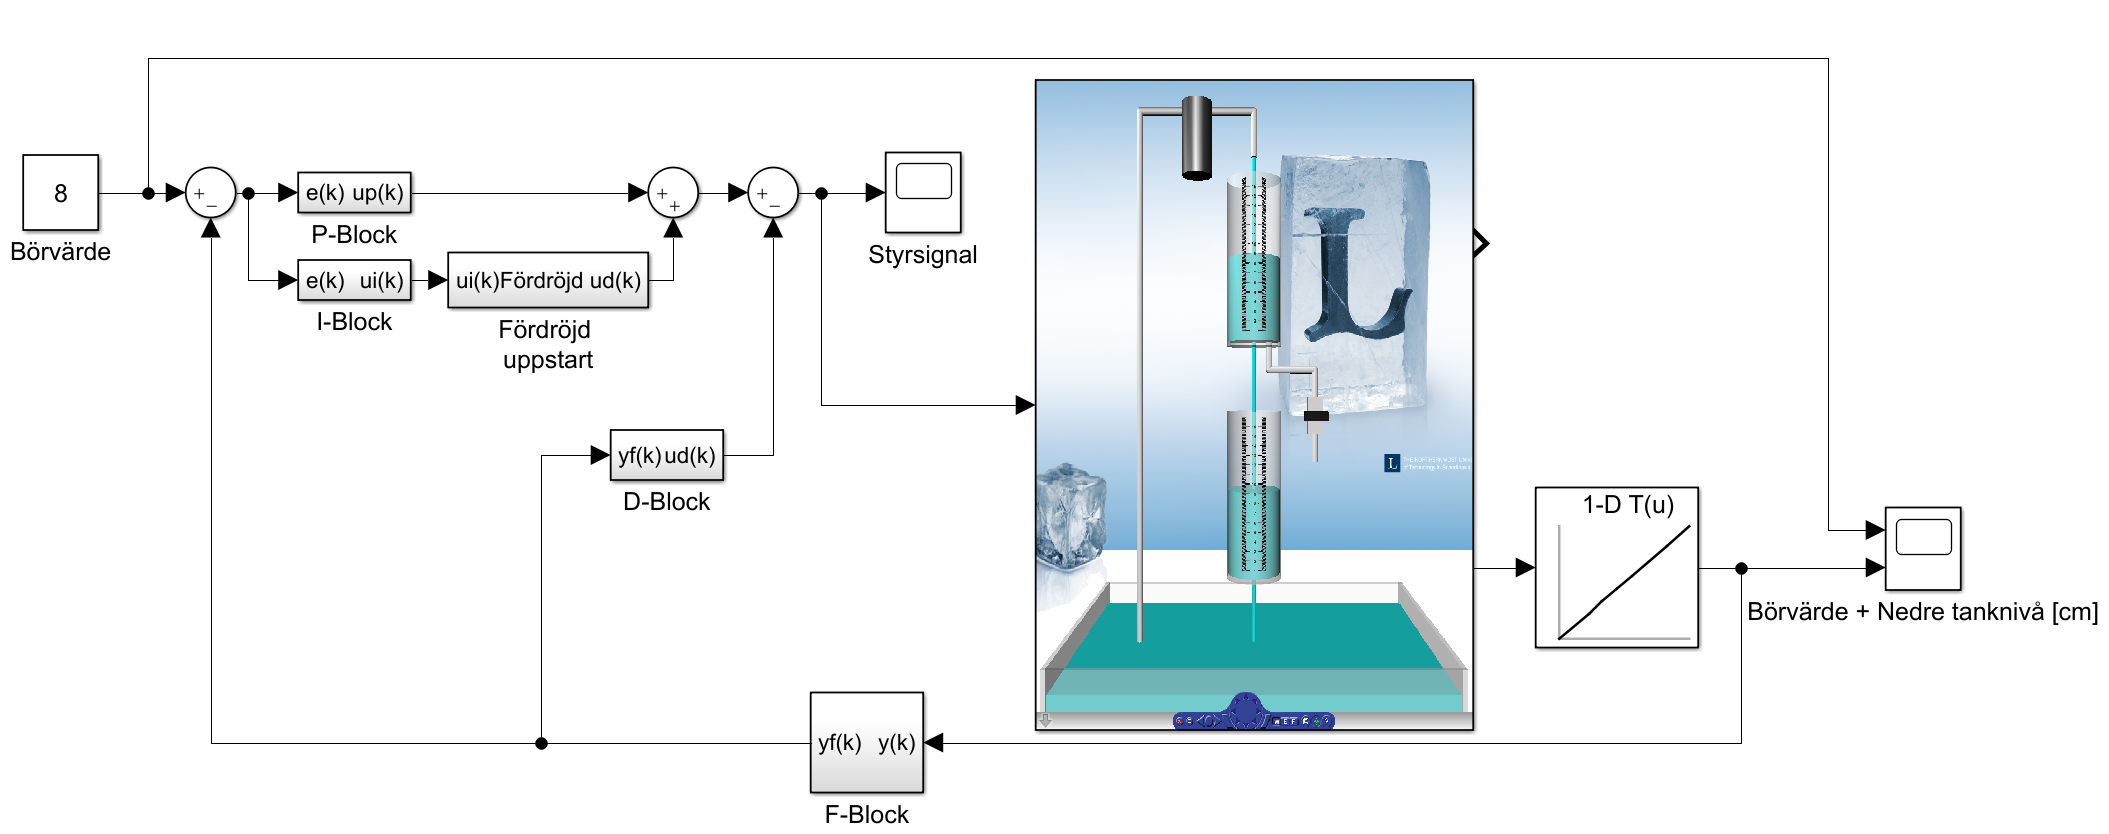 8
Börvärde
+
−
e(k) up(k)
P-Block
e(k) ui(k)
I-Block
ui(k)Fördröjd ud(k)
Fördröjd
uppstart
+
+
+
−
Styrsignal
yf(k) ud(k)
D-Block
L
L
1-D T(u)
Börvärde + Nedre tanknivå [cm]
yf(k) y(k)
F-Block